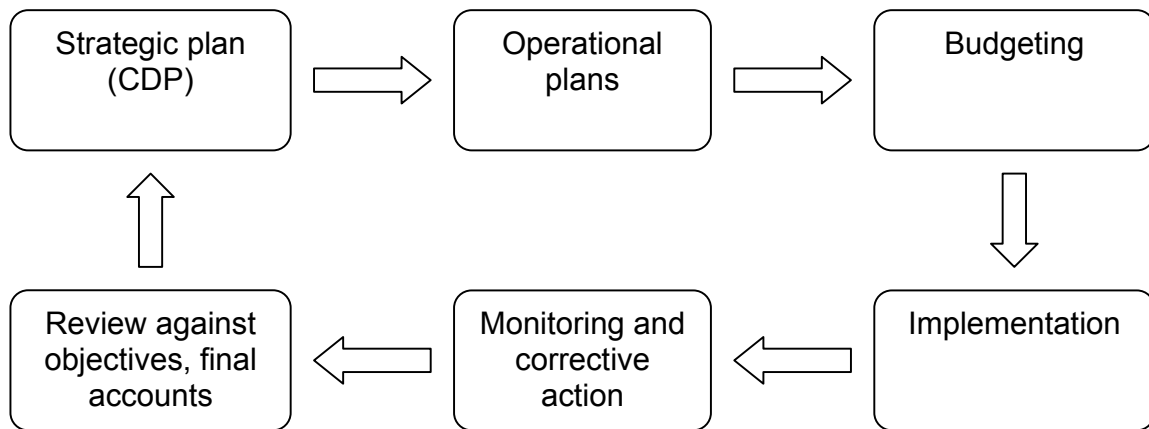 Strategic plan
(CDP)
Operational
plans
Budgeting
Review against
objectives, final
accounts
Monitoring and
corrective
action
Implementation